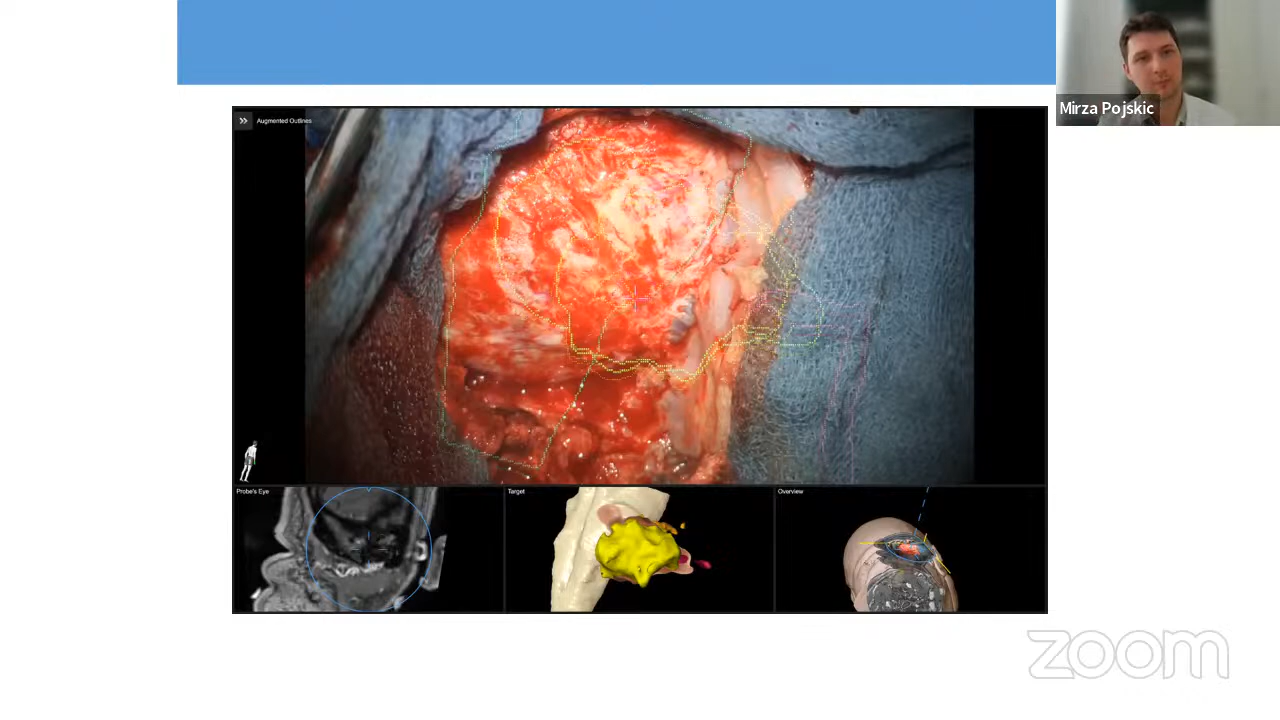 Mirza Pojskic
Augmented Outlines
Probe's Eye
Target
Overview
zoom